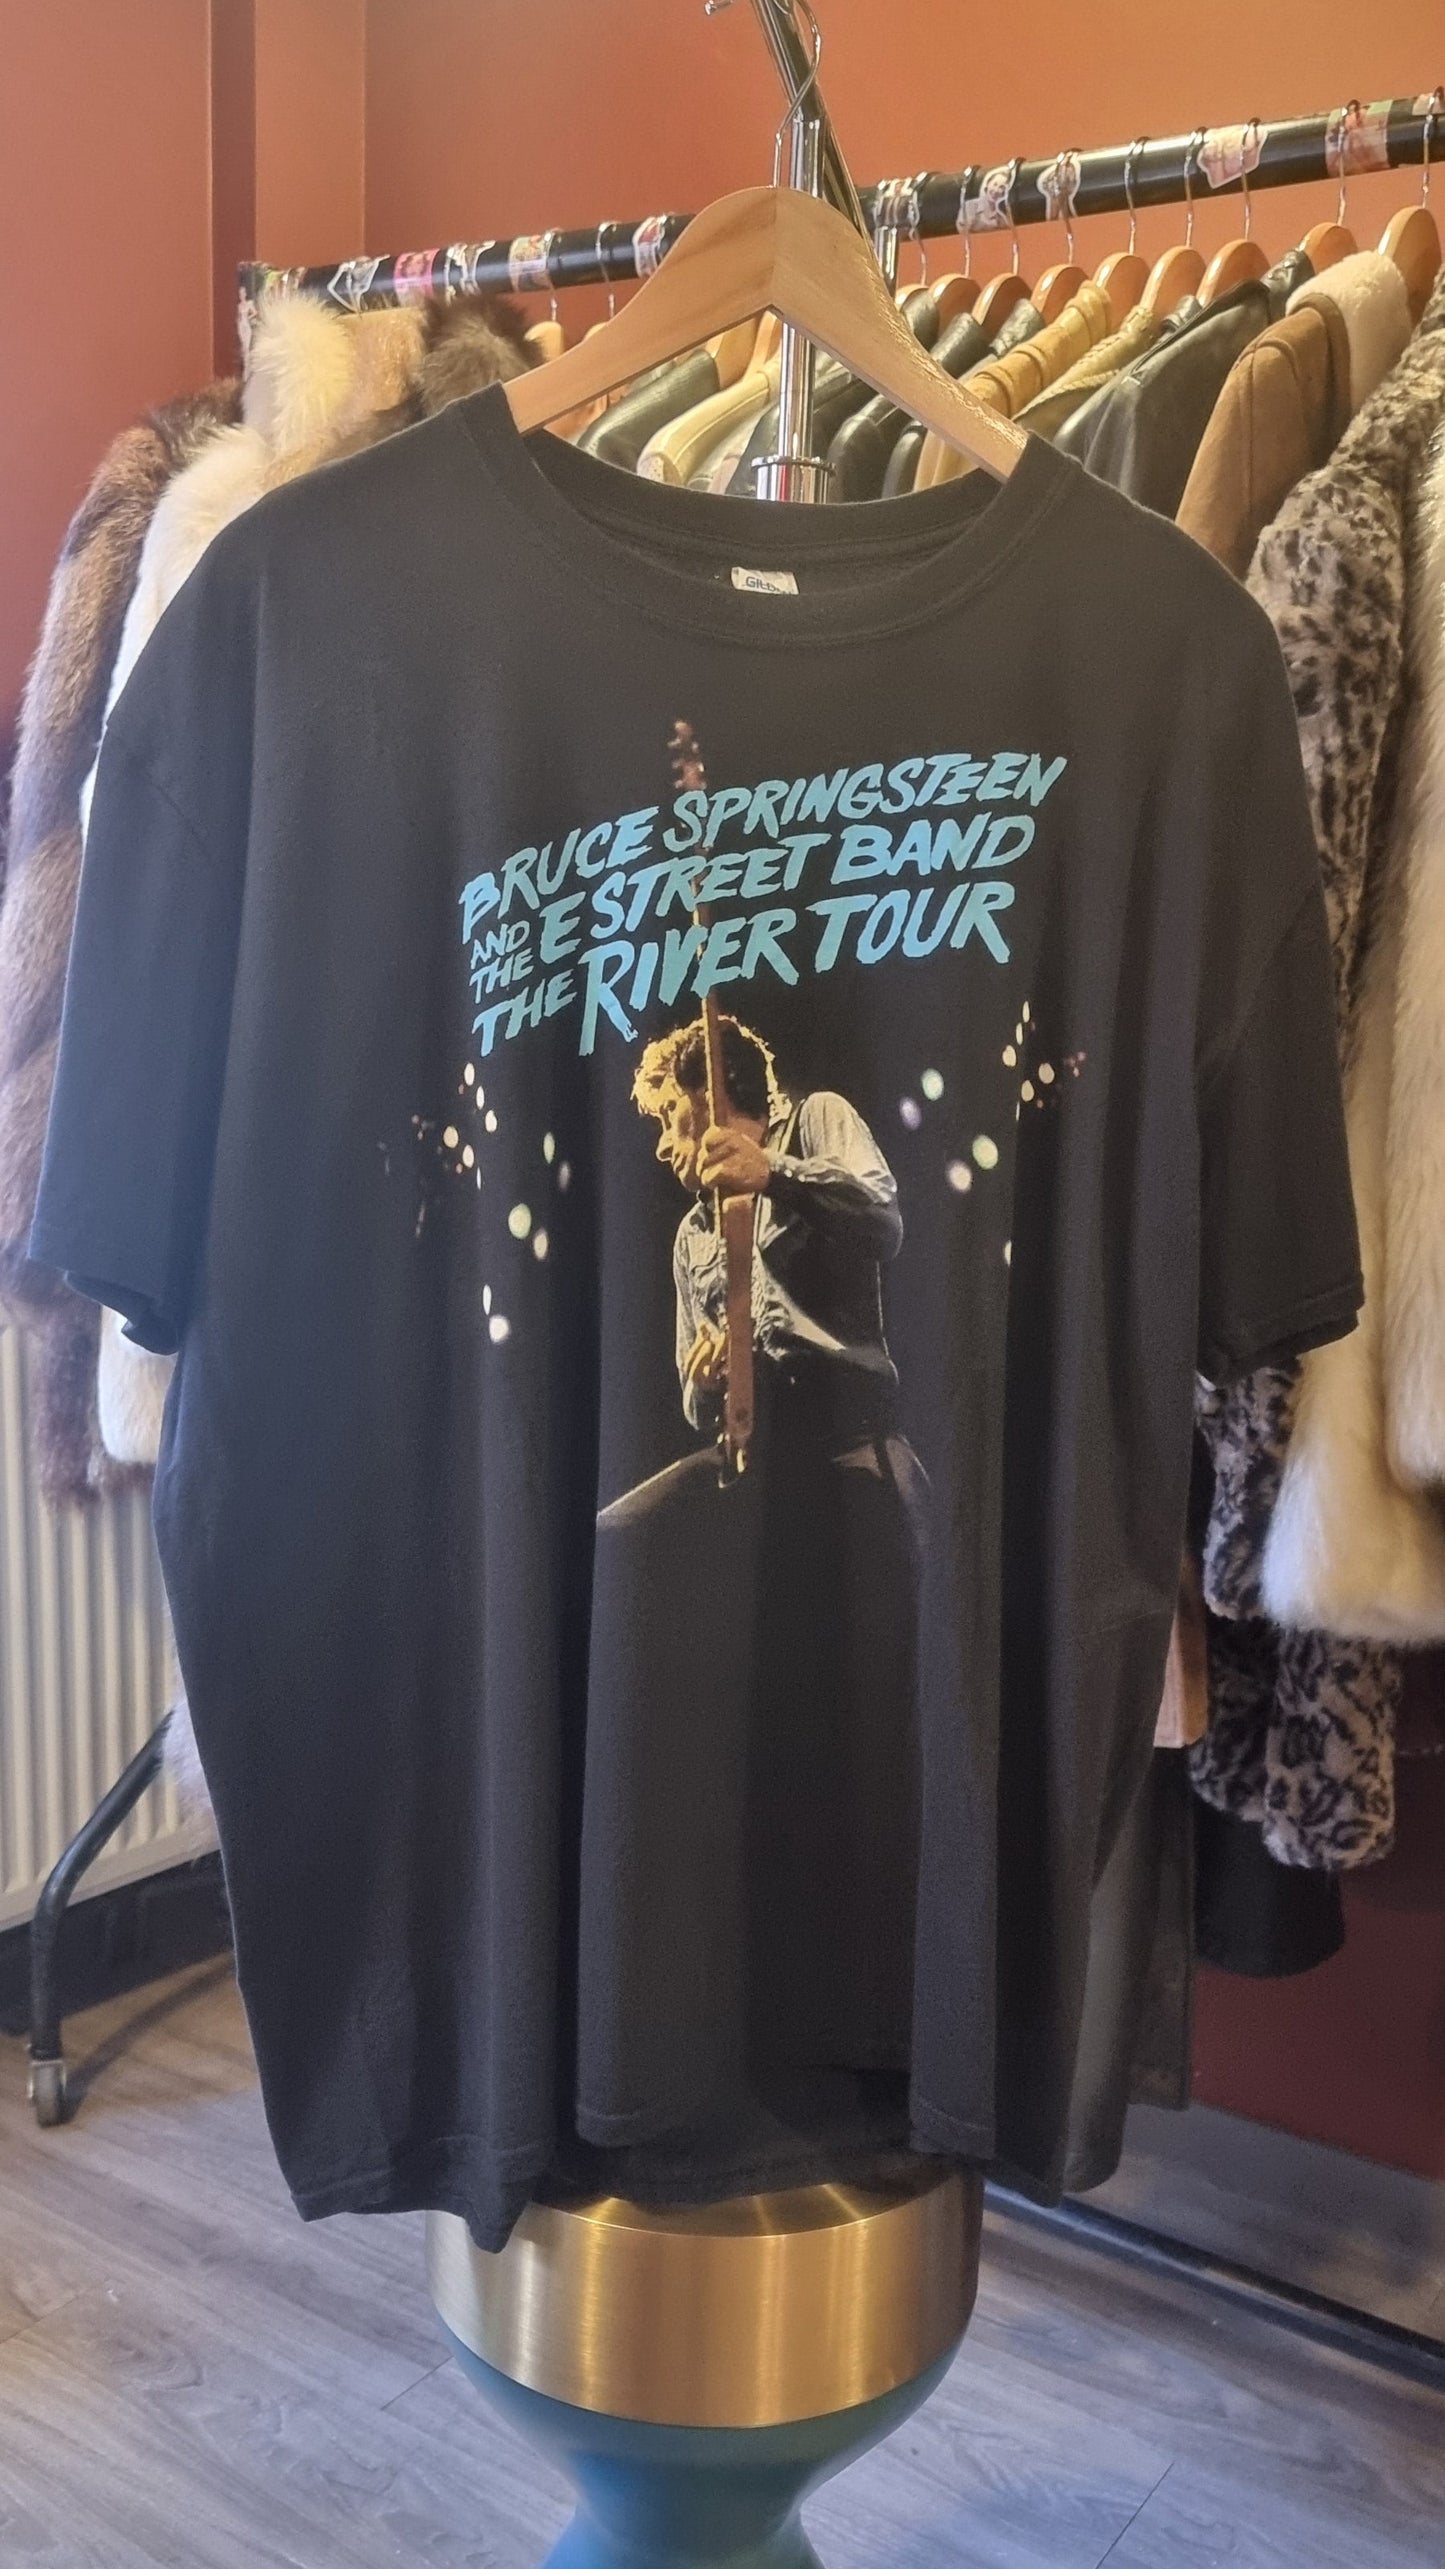 BRUCE SPRINGSTEEN
AND THE E STREET BAND
THE RIVER TOUR